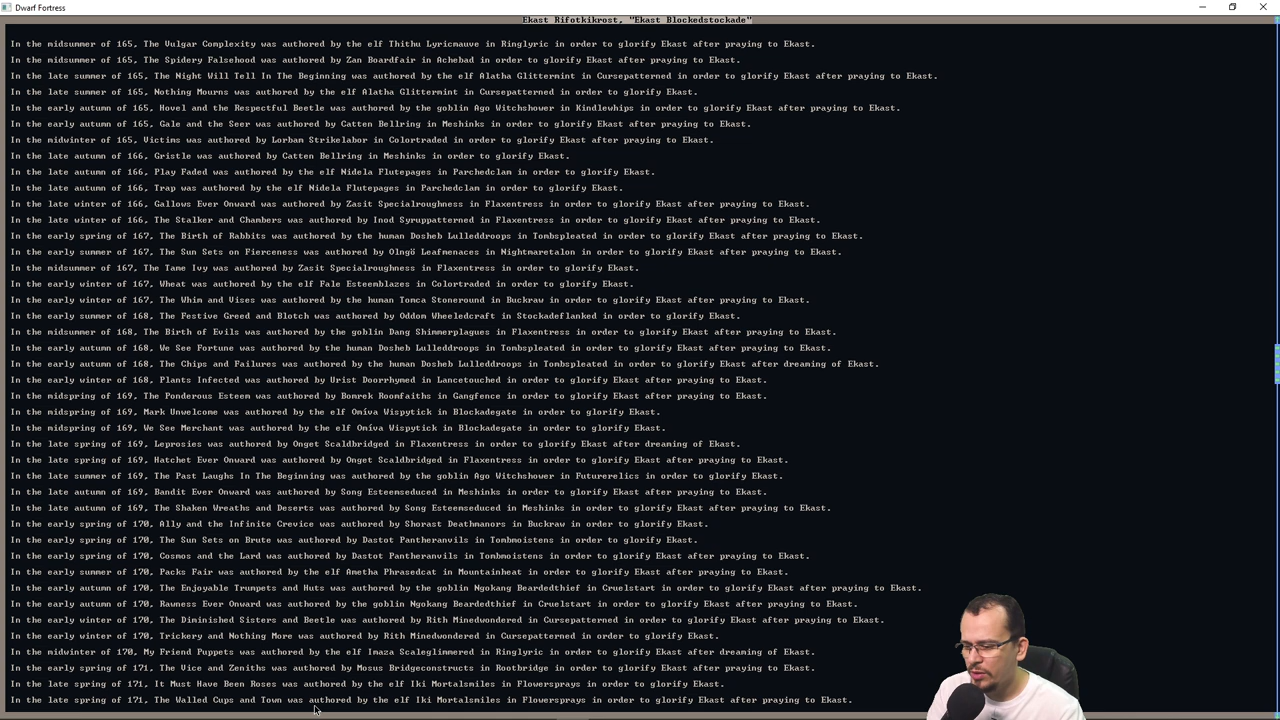 Dwarf Fortress
Ekast Rifotkikrost, "Ekast Blockedstockade"
In the midsummer of 165, The Vulgar Complexity was authored by the elf Thithu Lyricmauve in Ringlyric in order to glorify Ekast after praying to Ekast.
In the midsummer of 165, The Spidery Falsehood was authored by Zan Boardfair in Achebad in order to glorify Ekast after praying to Ekast.
In the late summer of 165, The Night Will Tell In The Beginning was authored by the elf Alatha Glittermint in Cursepatterned in order to glorify Ekast after praying to Ekast.
In the late summer of 165, Nothing Mourns was authored by the elf Alatha Glittermint in Cursepatterned in order to glorify Ekast.
In the early autumn of 165, Hovel and the Respectful Beetle was authored by the goblin Ago Witchshower in Kindlewhips in order to glorify Ekast after praying to Ekast.
In the early autumn of 165, Gale and the Seer was authored by Catten Bellring in Meshinks in order to glorify Ekast after praying to Ekast.
In the midwinter of 165, Victims was authored by Lorbam Strikelabor in Colortraded in order to glorify Ekast after praying to Ekast.
In the late autumn of 166, Gristle was authored by Catten Bellring in Meshinks in order to glorify Ekast.
In the late autumn of 166, Play Faded was authored by the elf Nidela Flutepages in Parchedclam in order to glorify Ekast.
In the late autumn of 166, Trap was authored by the elf Nidela Flutepages in Parchedclam in order to glorify Ekast.
In the late winter of 166, Gallows Ever Onward was authored by Zasit Specialroughness in Flaxentress in order to glorify Ekast after praying to Ekast.
In the late winter of 166, The Stalker and Chambers was authored by Inod Syruppatterned in Flaxentress in order to glorify Ekast after praying to Ekast.
In the early spring of 167, The Birth of Rabbits was authored by the human Dosheb Lulleddroops in Tombspleated in order to glorify Ekast after praying to Ekast.
In the early spring of 167, The Sun Sets on Fierceness was authored by Olngö Leafmenaces in Nightmaretalon in order to glorify Ekast after praying to Ekast.
In the midsummer of 167, The Tame Ivy was authored by Zasit Specialroughness in Flaxentress in order to glorify Ekast.
In the early winter of 167, Wheat was authored by the elf Fale Esteemblazes in Colortraded in order to glorify Ekast.
In the early winter of 167, The Whim and Vises was authored by the human Tomca Stoneround in Buckraw in order to glorify Ekast after praying to Ekast.
In the early summer of 168, The Festive Greed and Blotch was authored by Oddom Wheeledcraft in Stockadeflanked in order to glorify Ekast.
In the midsummer of 168, The Birth of Evils was authored by the goblin Dang Shimmerplagues in Flaxentress in order to glorify Ekast after praying to Ekast.
In the early autumn of 168, We See Fortune was authored by the human Dosheb Lulleddroops in Tombspleated in order to glorify Ekast after praying to Ekast.
In the early autumn of 168, The Chips and Failures was authored by the human Dosheb Lulleddroops in Tombspleated in order to glorify Ekast after dreaming of Ekast.
In the early winter of 168, Plants Infected was authored by Urist Doorrhymed in Lancetouched in order to glorify Ekast after praying to Ekast.
In the midspring of 169, The Ponderous Esteem was authored by Bomrek Roomfaiths in Gangfence in order to glorify Ekast after praying to Ekast.
In the midspring of 169, Mark Unwelcome was authored by the elf Omíva Wispytick in Blockadegate in order to glorify Ekast.
In the midspring of 169, We See Merchant was authored by the elf Omíva Wispytick in Blockadegate in order to glorify Ekast.
In the late spring of 169, Leprosies was authored by Onget Scaldbridged in Flaxentress in order to glorify Ekast after dreaming of Ekast.
In the late spring of 169, Hatchet Ever Onward was authored by Onget Scaldbridged in Flaxentress in order to glorify Ekast after praying to Ekast.
In the late summer of 169, The Past Laughs In The Beginning was authored by the goblin Ago Witchshower in Futurerelics in order to glorify Ekast.
In the late autumn of 169, Bandit Ever Onward was authored by Song Esteemseduced in Meshinks in order to glorify Ekast after praying to Ekast.
In the late autumn of 169, The Shaken Wreaths and Deserts was authored by Song Esteemseduced in Meshinks in order to glorify Ekast after praying to Ekast.
In the early spring of 170, Ally and the Infinite Crevice was authored by Shorast Deathmanors in Buckraw in order to glorify Ekast.
In the early spring of 170, The Sun Sets on Brute was authored by Dastot Pantheranvils in Tombmoistens in order to glorify Ekast.
In the early spring of 170, Cosmos and the Lard was authored by Dastot Pantheranvils in Tombmoistens in order to glorify Ekast after praying to Ekast.
In the early summer of 170, Packs Fair was authored by the elf Ametha Phrasedcat in Mountainheat in order to glorify Ekast after praying to Ekast.
In the early autumn of 170, The Enjoyable Trumpets and Huts was authored by the goblin Ngokang Beardedthief in Cruelstart in order to glorify Ekast after praying to Ekast.
In the early autumn of 170, Rawness Ever Onward was authored by the goblin Ngokang Beardedthief in Cruelstart in order to glorify Ekast after praying to Ekast.
In the early winter of 170, The Diminished Sisters and Beetle was authored by Rith Minedwondered in Cursepatterned in order to glorify Ekast after praying to Ekast.
In the early winter of 170, Trickery and Nothing More was authored by Rith Minedwondered in Cursepatterned in order to glorify Ekast.
In the midwinter of 170, My Friend Puppets was authored by the elf Imaza Scaleglimmered in Ringlyric in order to glorify Ekast after dreaming of Ekast.
In the early spring of 171, The Vice and Zeniths was authored by Mosus Bridgeconstructs in Rootbridge in order to glorify Ekast after praying to Ekast.
In the late spring of 171, It Must Have Been Roses was authored by the elf Iki Mortalsmiles in Flowersprays in order to glorify Ekast.
In the late spring of 171, The Walled Cups and Town was authored by the elf Iki Mortalsmiles in Flowersprays in order to glorify Ekast after praying to Ekast.